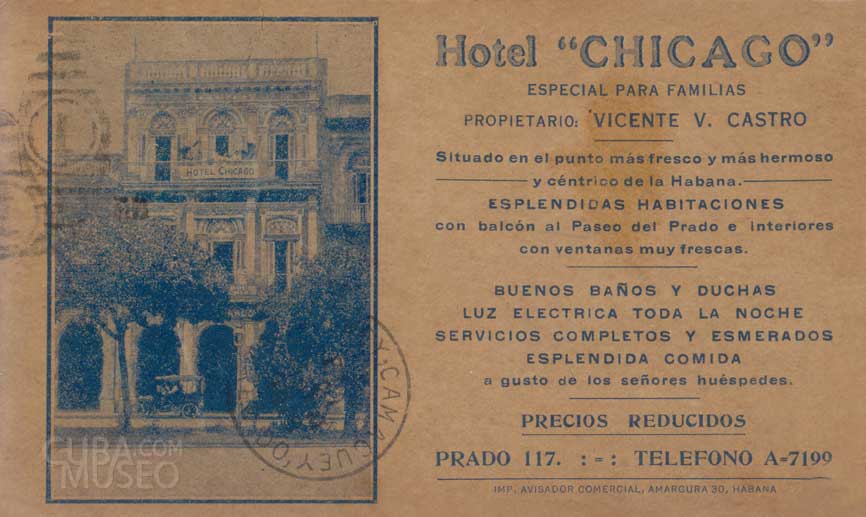 Hotel "CHICAGO"
ESPECIAL PARA FAMILIAS
PROPIETARIO: VICENTE V. CASTRO
Situado en el punto más fresco y más hermoso
y céntrico de la Habana.
ESPLENDIDAS HABITACIONES
con balcón al Paseo del Prado e interiores
con ventanas muy frescas.
BUENOS BAÑOS Y DUCHAS
LUZ ELECTRICA TODA LA NOCHE
SERVICIOS COMPLETOS Y ESMERADOS
ESPLENDIDA COMIDA
a gusto de los señores huéspedes.
PRECIOS REDUCIDOS
PRADO 117. :=: TELEFONO A=7199
IMP. AVISADOR COMERCIAL, AMARGURA 30, HABANA
HOTEL CHICAGO
CAMAGUEY
CUBA.com
MUSEO